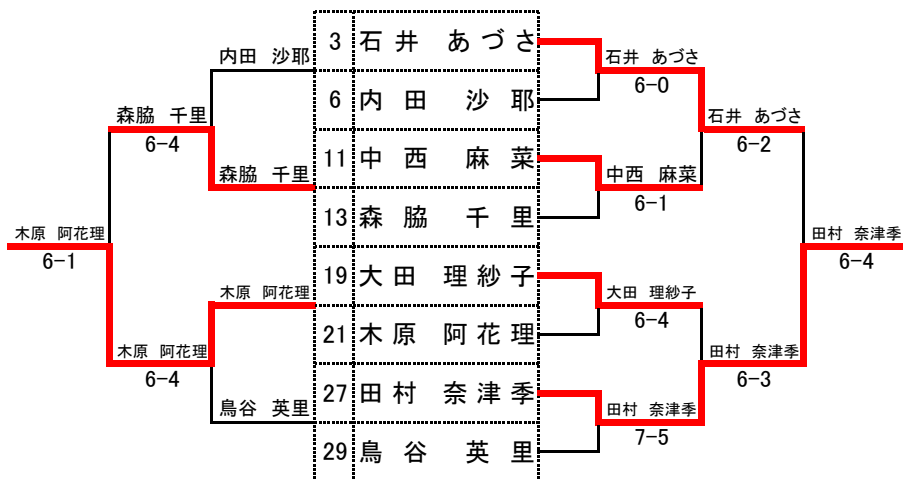 3 石井 あづさ
6 内田 沙耶
11 中西 麻菜
13 森脇 千里
19 大田 理紗子
21 木原 阿花理
27 田村 奈津季
29 鳥谷 英里
内田 沙耶
森脇 千里
6-4
森脇 千里
木原 阿花理
6-1
木原 阿花理
木原 阿花理
6-4
鳥谷 英里
石井 あづさ
6-0
石井 あづさ
6-2
中西 麻菜
6-1
田村 奈津季
6-4
大田 理紗子
6-4
田村 奈津季
6-3
田村 奈津季
7-5